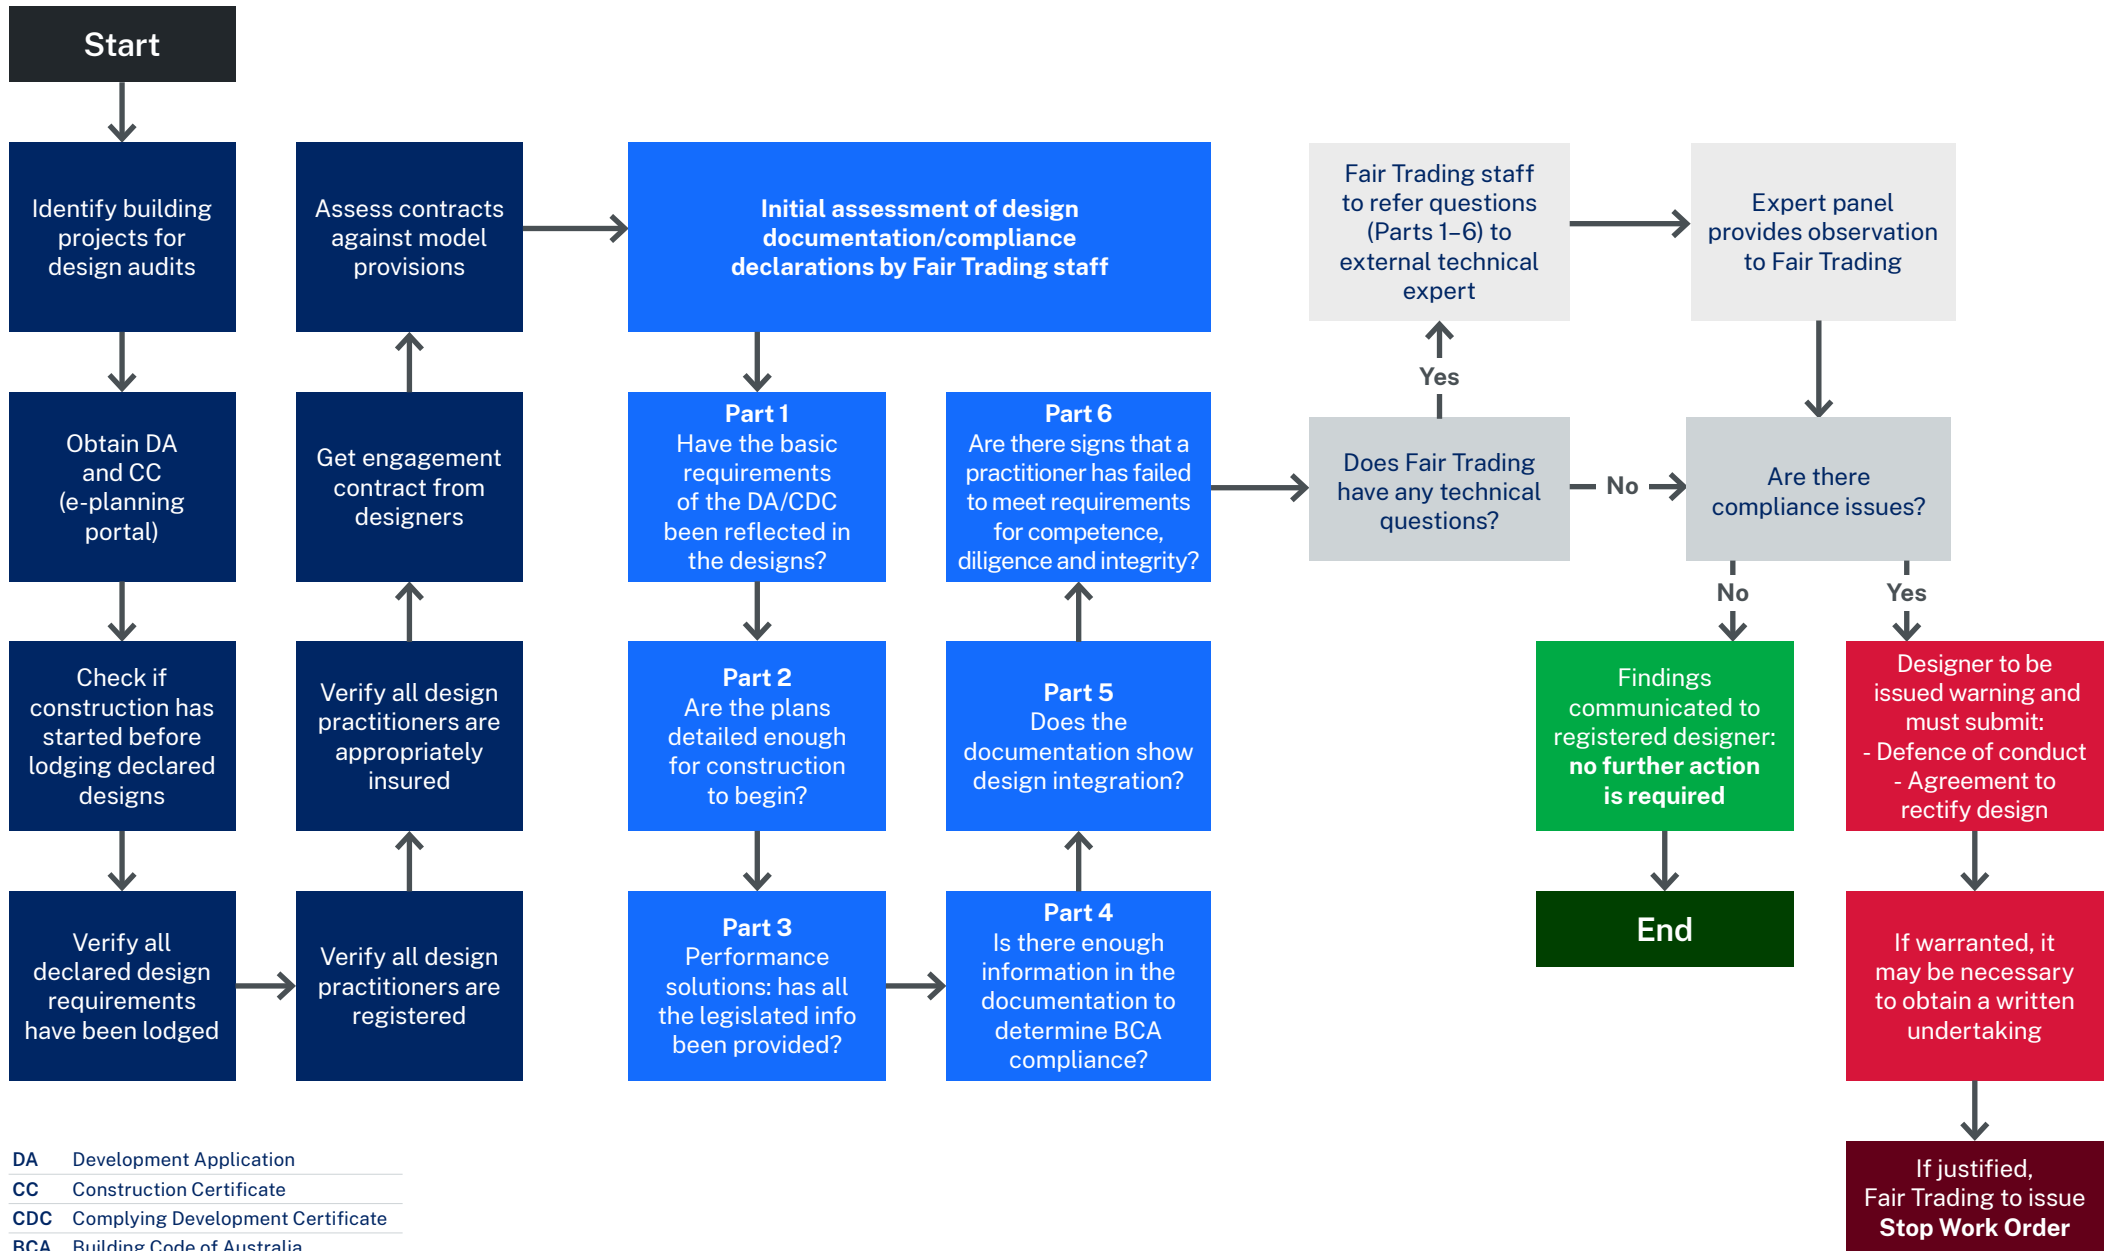 Start
Identify building
projects for
design audits
Obtain DA
and CC
(e-planning
portal)
Check if
construction has
started before
lodging declared
designs
Verify all
declared design
requirements
have been lodged
Verify all design
practitioners are
registered
Verify all design
practitioners are
appropriately
insured
Get engagement
contract from
designers
Assess contracts
against model
provisions
Initial assessment of design
documentation/compliance
declarations by Fair Trading staff
Part 1
Have the basic
requirements
of the DA/CDC
been reflected in
the designs?
Part 2
Are the plans
detailed enough
for construction
to begin?
Part 3
Performance
solutions: has all
the legislated info
been provided?
Part 4
Is there enough
information in the
documentation to
determine BCA
compliance?
Part 5
Does the
documentation show
design integration?
Part 6
Are there signs that a
practitioner has failed
to meet requirements
for competence,
diligence and integrity?
Does Fair Trading
have any technical
questions?
Yes
Fair Trading staff
to refer questions
(Parts 1–6) to
external technical
expert
Expert panel
provides observation
to Fair Trading
No
Are there
compliance issues?
No
Findings
communicated to
registered designer:
no further action
is required
End
Yes
Designer to be
issued warning and
must submit:
- Defence of conduct
- Agreement to
rectify design
If warranted, it
may be necessary
to obtain a written
undertaking
If justified,
Fair Trading to issue
Stop Work Order
DA Development Application
CC Construction Certificate
CDC Complying Development Certificate
BCA Building Code of Australia